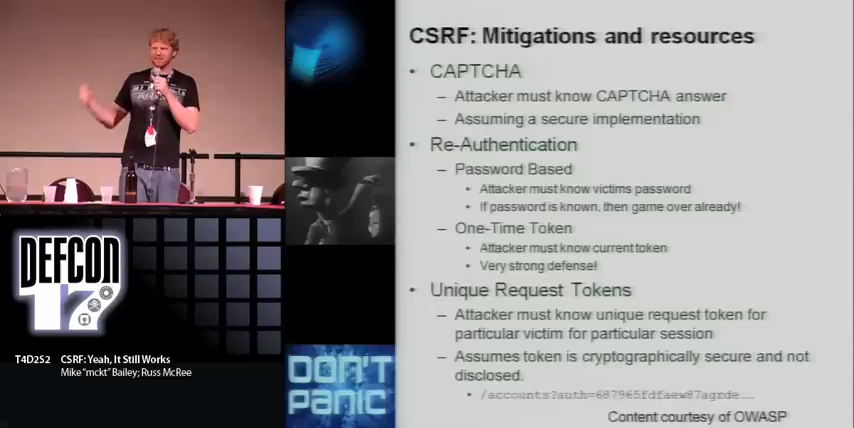 CSRF: Mitigations and resources
• CAPTCHA
– Attacker must know CAPTCHA answer
– Assuming a secure implementation
• Re-Authentication
– Password Based
• Attacker must know victims password
• If password is known, then game over already!
– One-Time Token
• Attacker must know current token
• Very strong defense!
• Unique Request Tokens
– Attacker must know unique request token for
particular victim for particular session
– Assumes token is cryptographically secure and not
disclosed.
• /accounts?auth=687965fdfaew87agrde...
Content courtesy of OWASP
DEFCON
17
T4D252 CSRF: Yeah, It Still Works
Mike "mckt" Bailey; Russ McRee
DON'T
PANIC